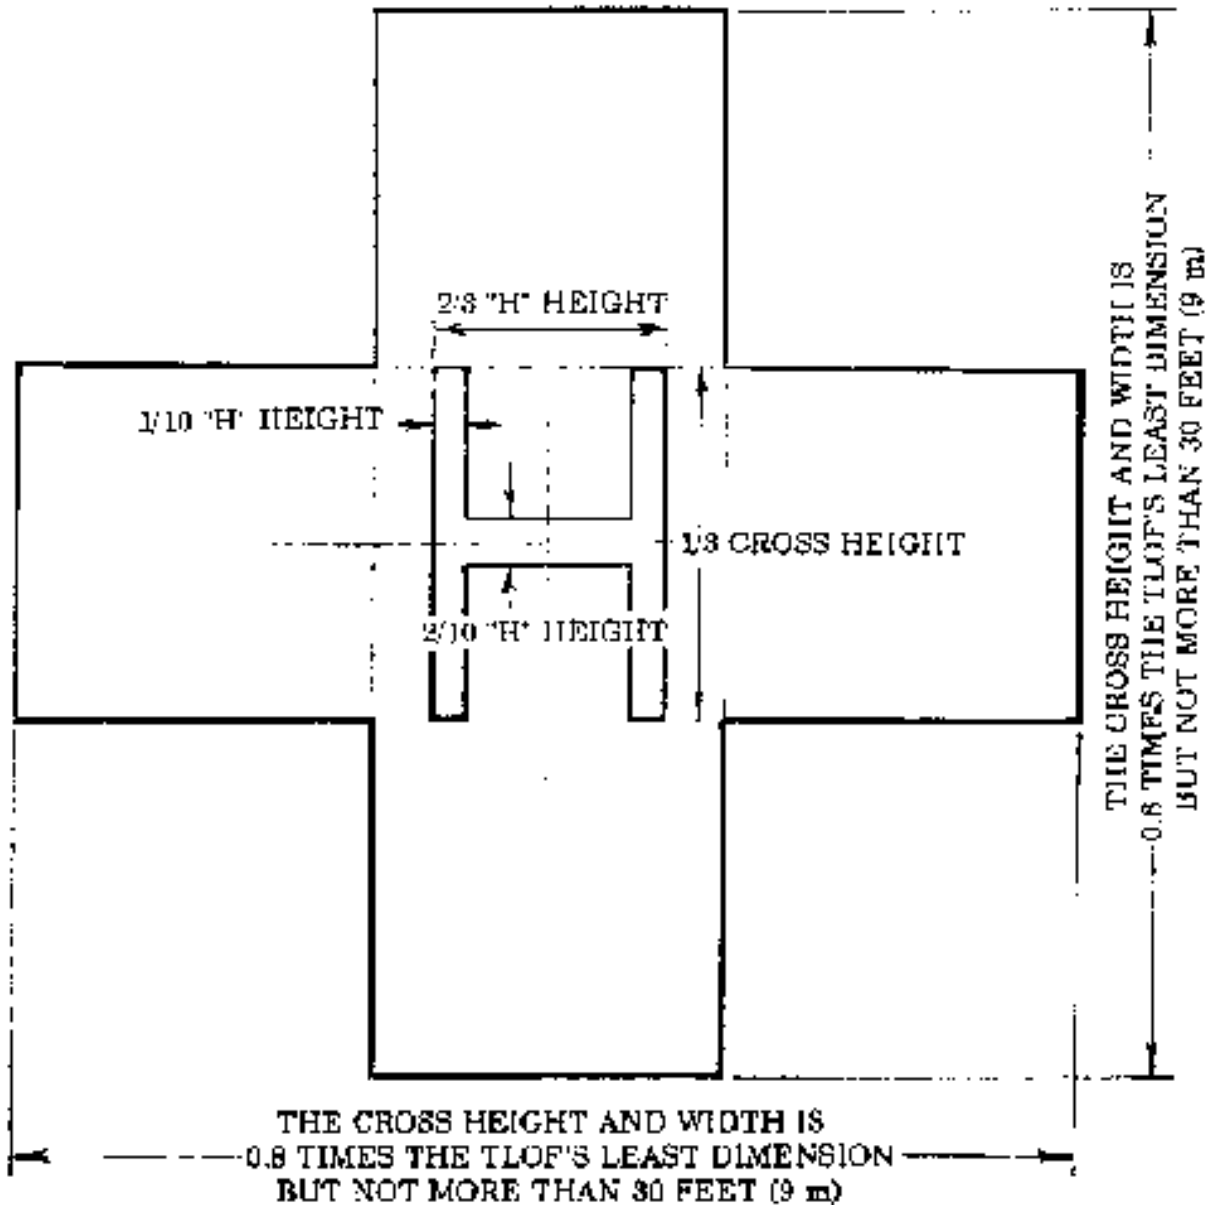 2/3 "H" HEIGHT
1/10 "H" HEIGHT
1/3 CROSS HEIGHT
2/10 "H" HEIGHT
THE CROSS HEIGHT AND WIDTH IS
0.8 TIMES THE TLOF'S LEAST DIMENSION
BUT NOT MORE THAN 30 FEET (9 m)
THE CROSS HEIGHT AND WIDTH IS
0.8 TIMES THE TLOF'S LEAST DIMENSION
BUT NOT MORE THAN 30 FEET (9 m)